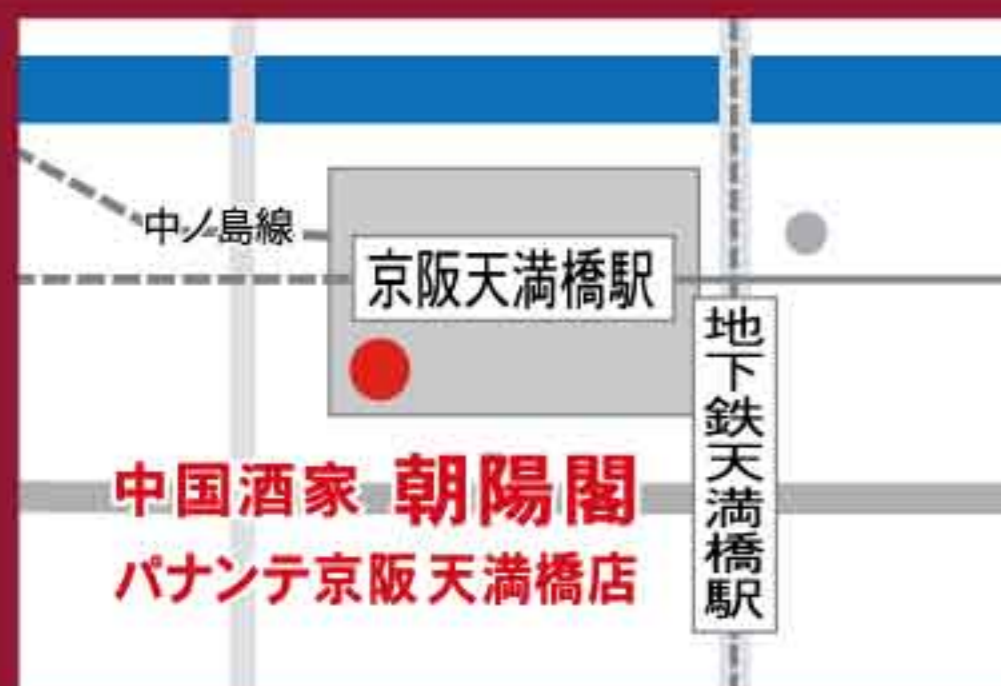 中ノ島線
京阪天満橋駅
地下鉄天満橋駅
中国酒家 朝陽閣
パナンテ京阪天満橋店